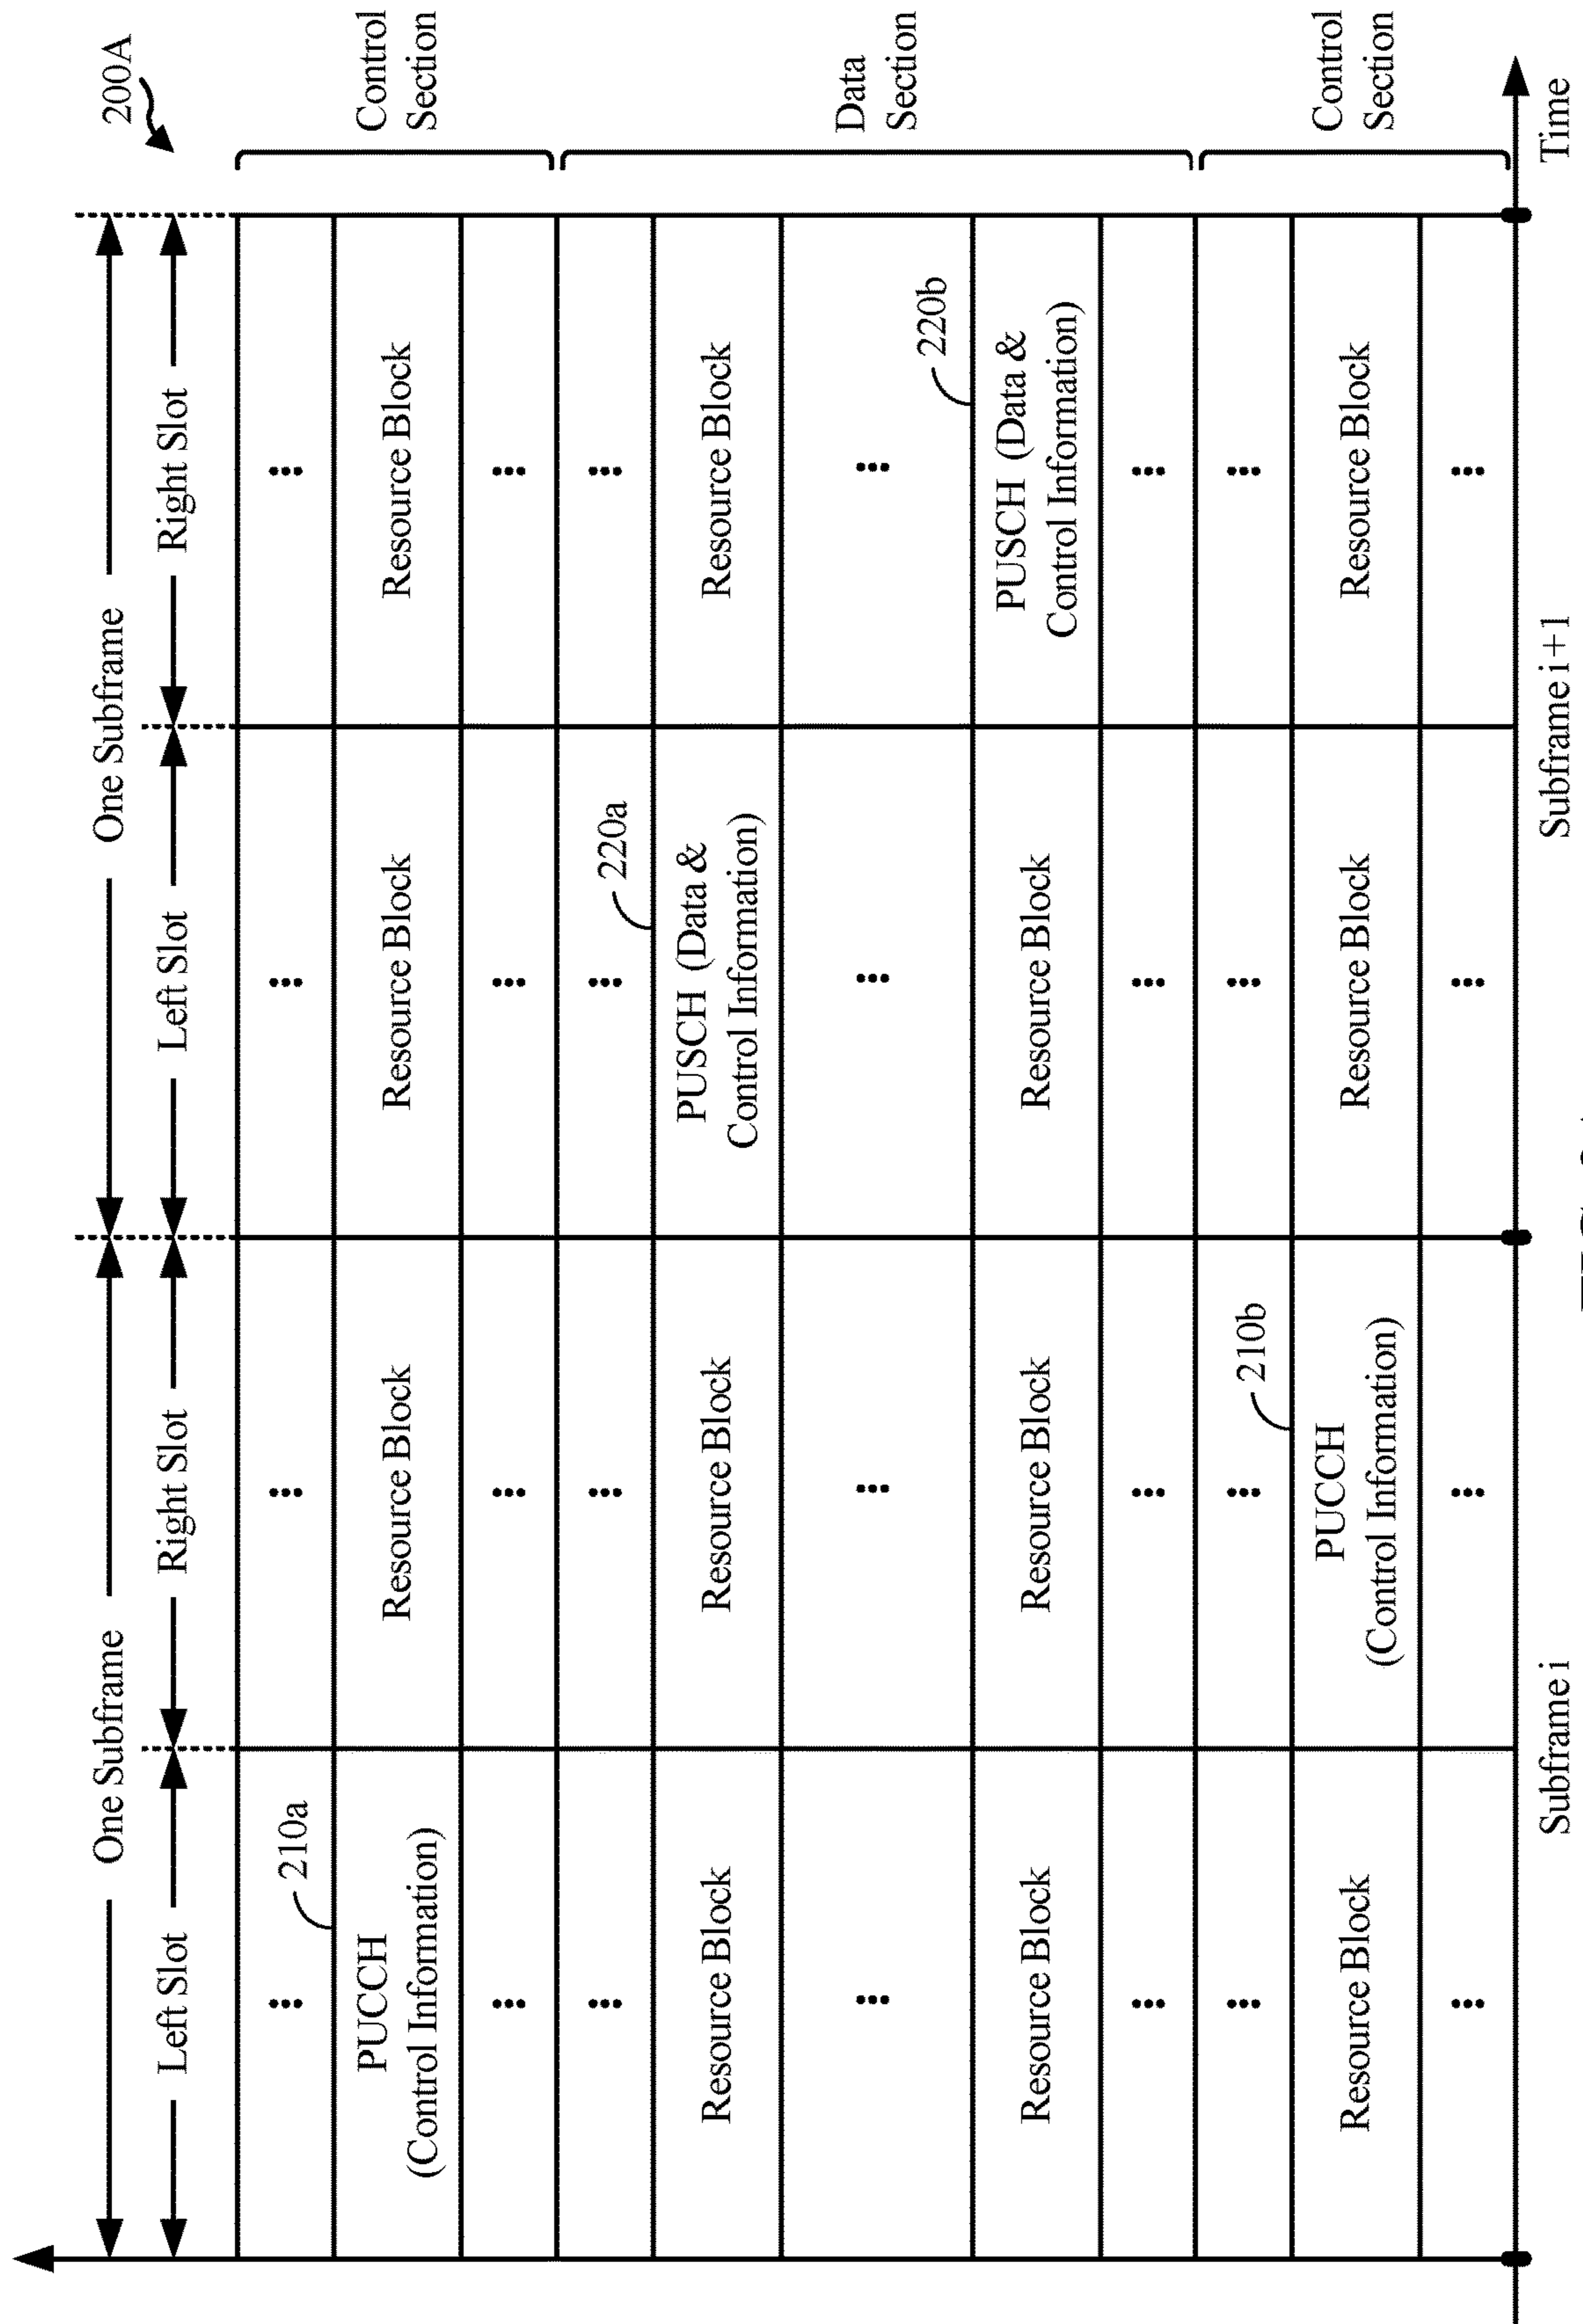 200A
One Subframe
One Subframe
Left Slot
Right Slot
Left Slot
Right Slot
...
210a
...
...
...
PUCCH
(Control Information)
Resource Block
Resource Block
Resource Block
Control
Section
...
...
...
...
...
...
220a
...
Resource Block
Resource Block
PUSCH (Data &
Control Information)
Resource Block
...
...
...
...
Data
Section
220b
Resource Block
Resource Block
Resource Block
PUSCH (Data &
Control Information)
...
...
...
...
...
...
210b
...
...
Resource Block
PUCCH
(Control Information)
Resource Block
Resource Block
Control
Section
...
...
...
...
Subframe i
Subframe i+1
Time